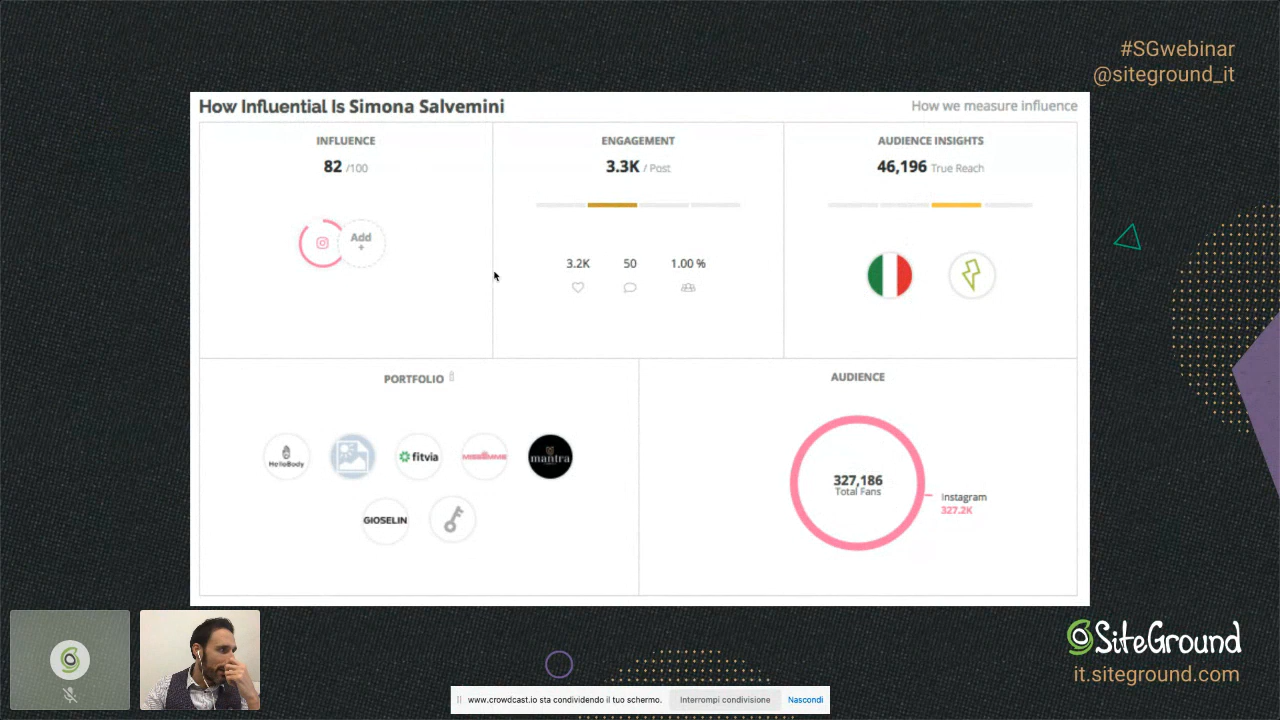 #SGwebinar
@siteground_it
How Influential Is Simona Salvemini
How we measure influence
INFLUENCE
82 /100
Add
+
ENGAGEMENT
3.3K / Post
3.2K
50
1.00 %
AUDIENCE INSIGHTS
46,196 True Reach
PORTFOLIO
HelloBody
fitvia
MISSEMMIE
mantra
GIOSELIN
AUDIENCE
327,186
Total Fans
Instagram
327.2K
SiteGround
it.siteground.com
www.crowdcast.io sta condividendo il tuo schermo.
Interrompi condivisione
Nascondi